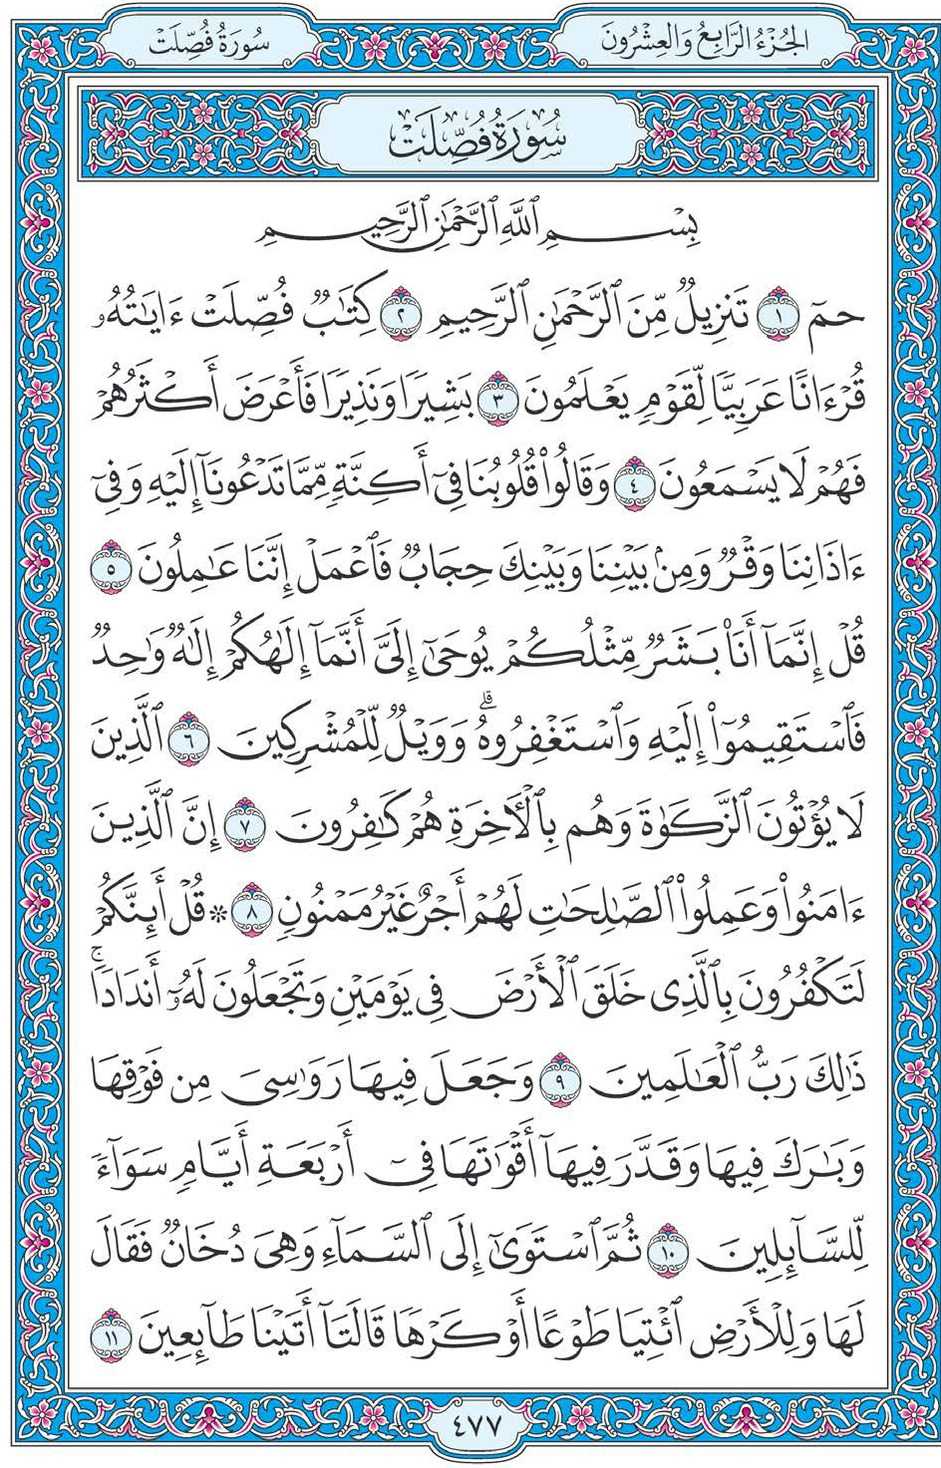 الجُزْءُ الرَّابِعُ وَالعِشْرُونَ
سُورَةُ فُصِّلَتْ
سُورَةُ فُصِّلَتْ
بِسْمِ ٱللَّهِ ٱلرَّحْمَٰنِ ٱلرَّحِيمِ
حمٓ ١ تَنزِيلٌ مِّنَ ٱلرَّحْمَٰنِ ٱلرَّحِيمِ ٢ كِتَٰبٌ فُصِّلَتْ ءَايَٰتُهُۥ
قُرْءَانًا عَرَبِيًّا لِّقَوْمٍ يَعْلَمُونَ ٣ بَشِيرًا وَنَذِيرًا فَأَعْرَضَ أَكْثَرُهُمْ
فَهُمْ لَا يَسْمَعُونَ ٤ وَقَالُوا۟ قُلُوبُنَا فِىٓ أَكِنَّةٍ مِّمَّا تَدْعُونَآ إِلَيْهِ وَفِىٓ
ءَاذَانِنَا وَقْرٌ وَمِنۢ بَيْنِنَا وَبَيْنِكَ حِجَابٌ فَٱعْمَلْ إِنَّنَا عَٰمِلُونَ ٥
قُلْ إِنَّمَآ أَنَا۠ بَشَرٌ مِّثْلُكُمْ يُوحَىٰٓ إِلَىَّ أَنَّمَآ إِلَٰهُكُمْ إِلَٰهٌ وَٰحِدٌ
فَٱسْتَقِيمُوٓا۟ إِلَيْهِ وَٱسْتَغْفِرُوهُ ۗ وَوَيْلٌ لِّلْمُشْرِكِينَ ٦ ٱلَّذِينَ
لَا يُؤْتُونَ ٱلزَّكَوٰةَ وَهُم بِٱلْءَاخِرَةِ هُمْ كَٰفِرُونَ ٧ إِنَّ ٱلَّذِينَ
ءَامَنُوا۟ وَعَمِلُوا۟ ٱلصَّٰلِحَٰتِ لَهُمْ أَجْرٌ غَيْرُ مَمْنُونٍ ٨ ۞ قُلْ أَئِنَّكُمْ
لَتَكْفُرُونَ بِٱلَّذِى خَلَقَ ٱلْأَرْضَ فِى يَوْمَيْنِ وَتَجْعَلُونَ لَهُۥٓ أَندَادًا ۚ
ذَٰلِكَ رَبُّ ٱلْعَٰلَمِينَ ٩ وَجَعَلَ فِيهَا رَوَٰسِىَ مِن فَوْقِهَا
وَبَٰرَكَ فِيهَا وَقَدَّرَ فِيهَآ أَقْوَٰتَهَا فِىٓ أَرْبَعَةِ أَيَّامٍ سَوَآءً
لِّلسَّآئِلِينَ ١٠ ثُمَّ ٱسْتَوَىٰٓ إِلَى ٱلسَّمَآءِ وَهِىَ دُخَانٌ فَقَالَ
لَهَا وَلِلْأَرْضِ ٱئْتِيَا طَوْعًا أَوْ كَرْهًا قَالَتَآ أَتَيْنَا طَآئِعِينَ ١١
٤٧٧